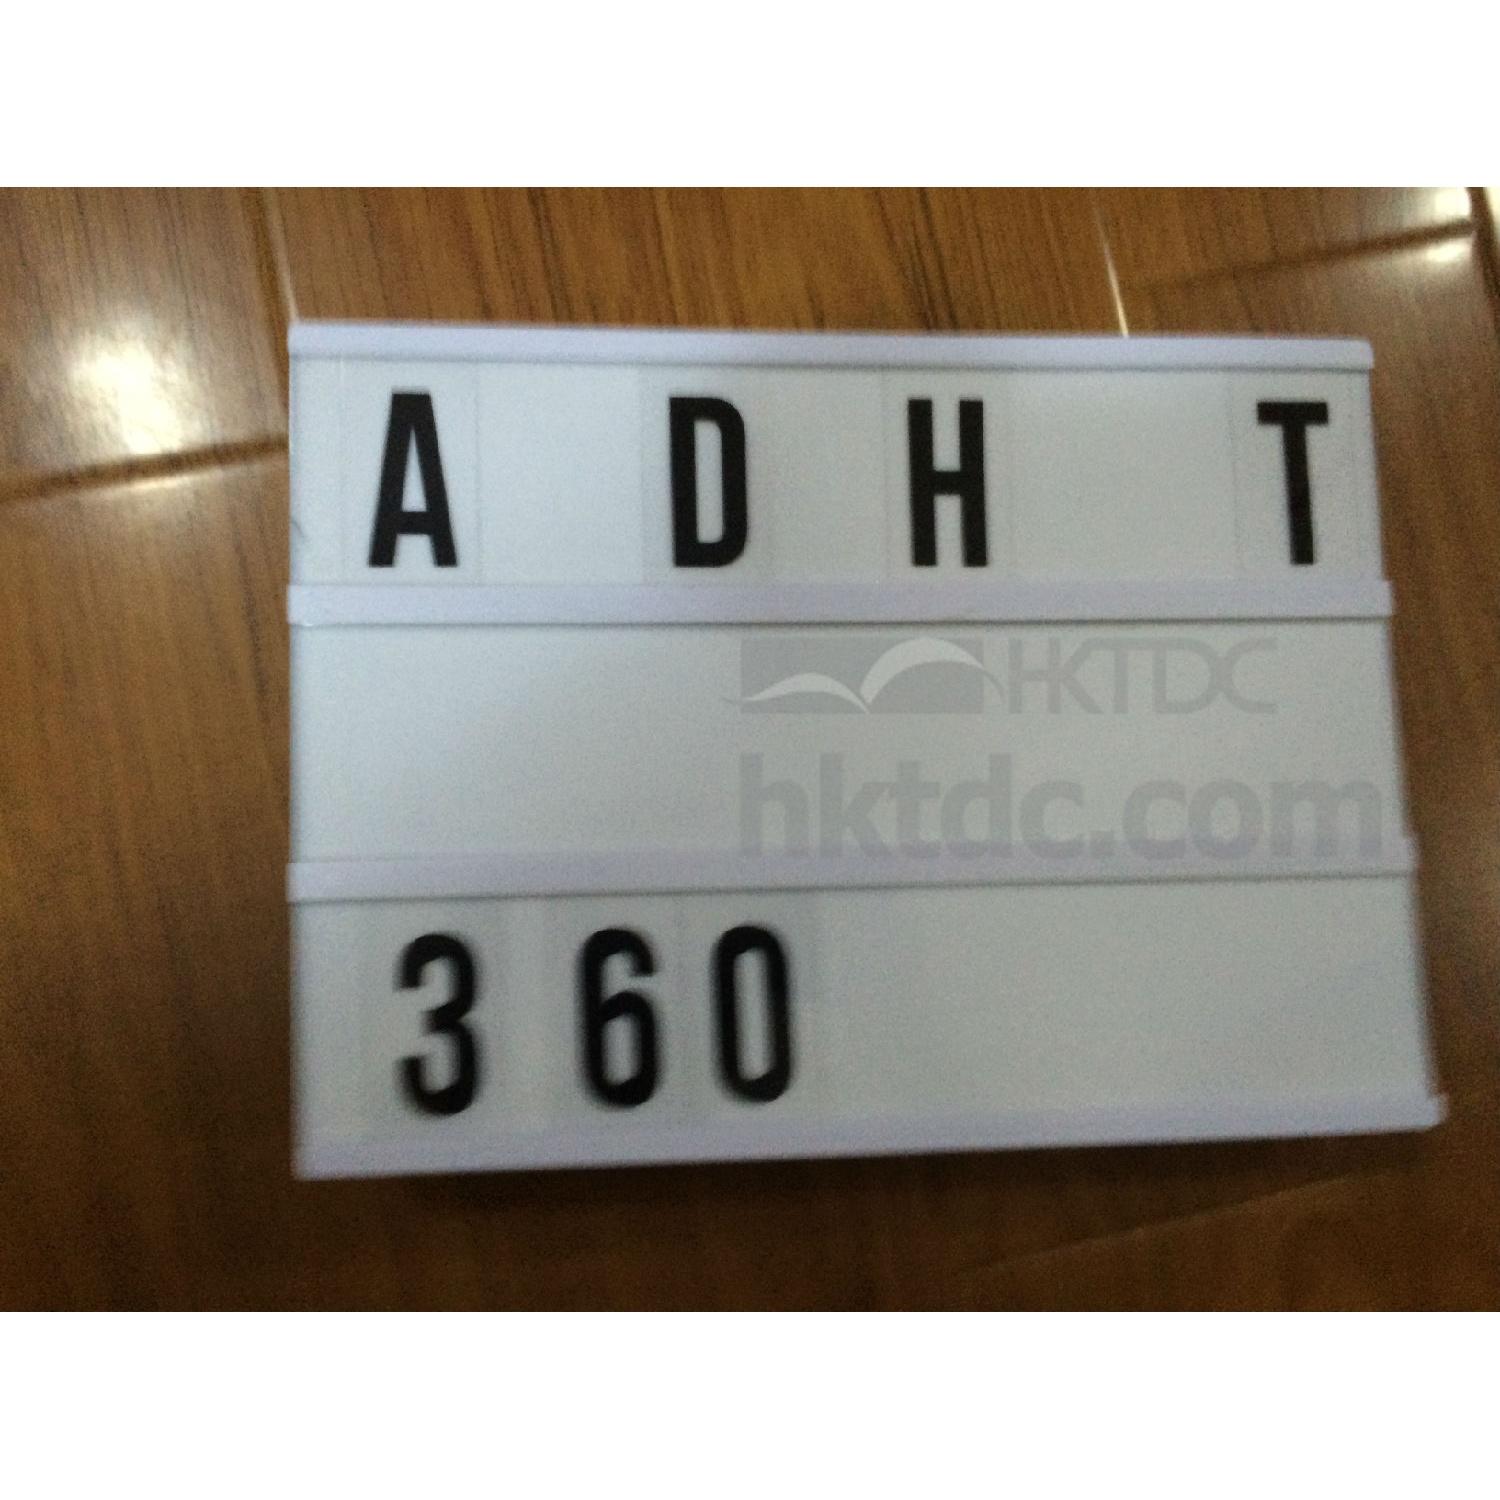 A D H T
HKTDC
hktdc.com
3 6 0